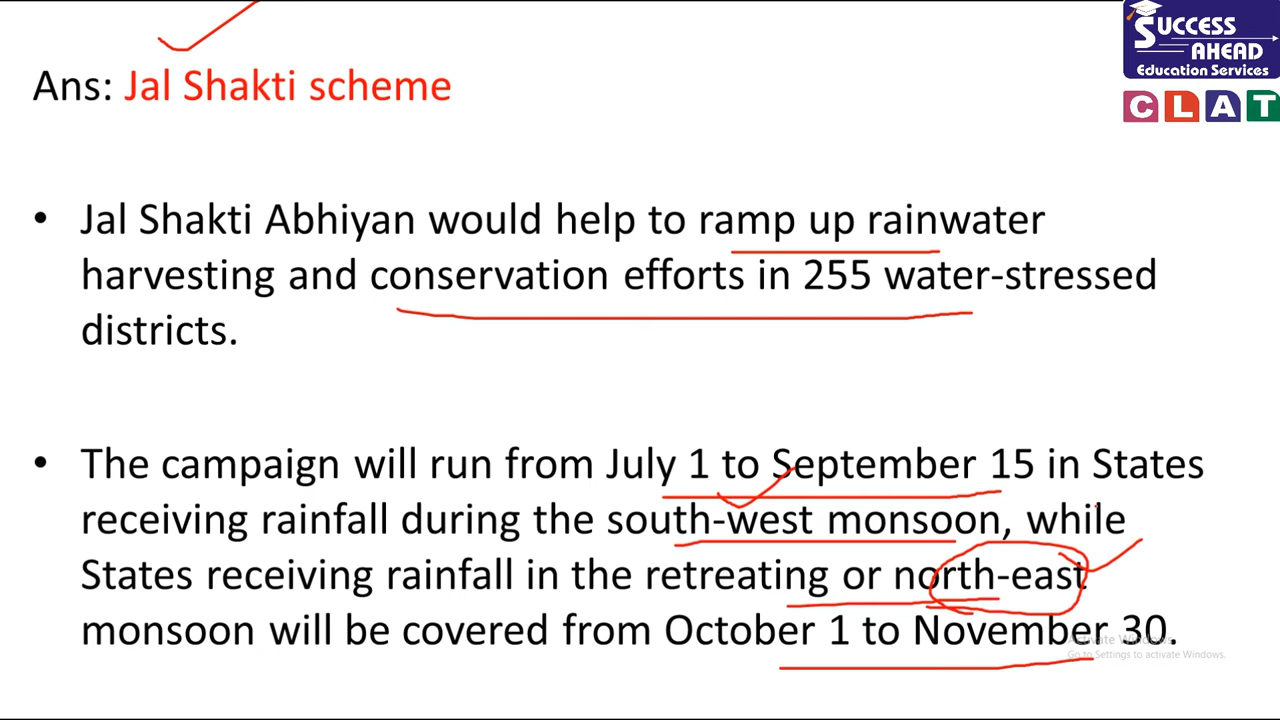 SUCCESS
AHEAD
Education Services
CLAT
Ans: Jal Shakti scheme
• Jal Shakti Abhiyan would help to ramp up rainwater
harvesting and conservation efforts in 255 water-stressed
districts.
• The campaign will run from July 1 to September 15 in States
receiving rainfall during the south-west monsoon, while
States receiving rainfall in the retreating or north-east
monsoon will be covered from October 1 to November 30.
Activate Windows
Go to Settings to activate Windows.